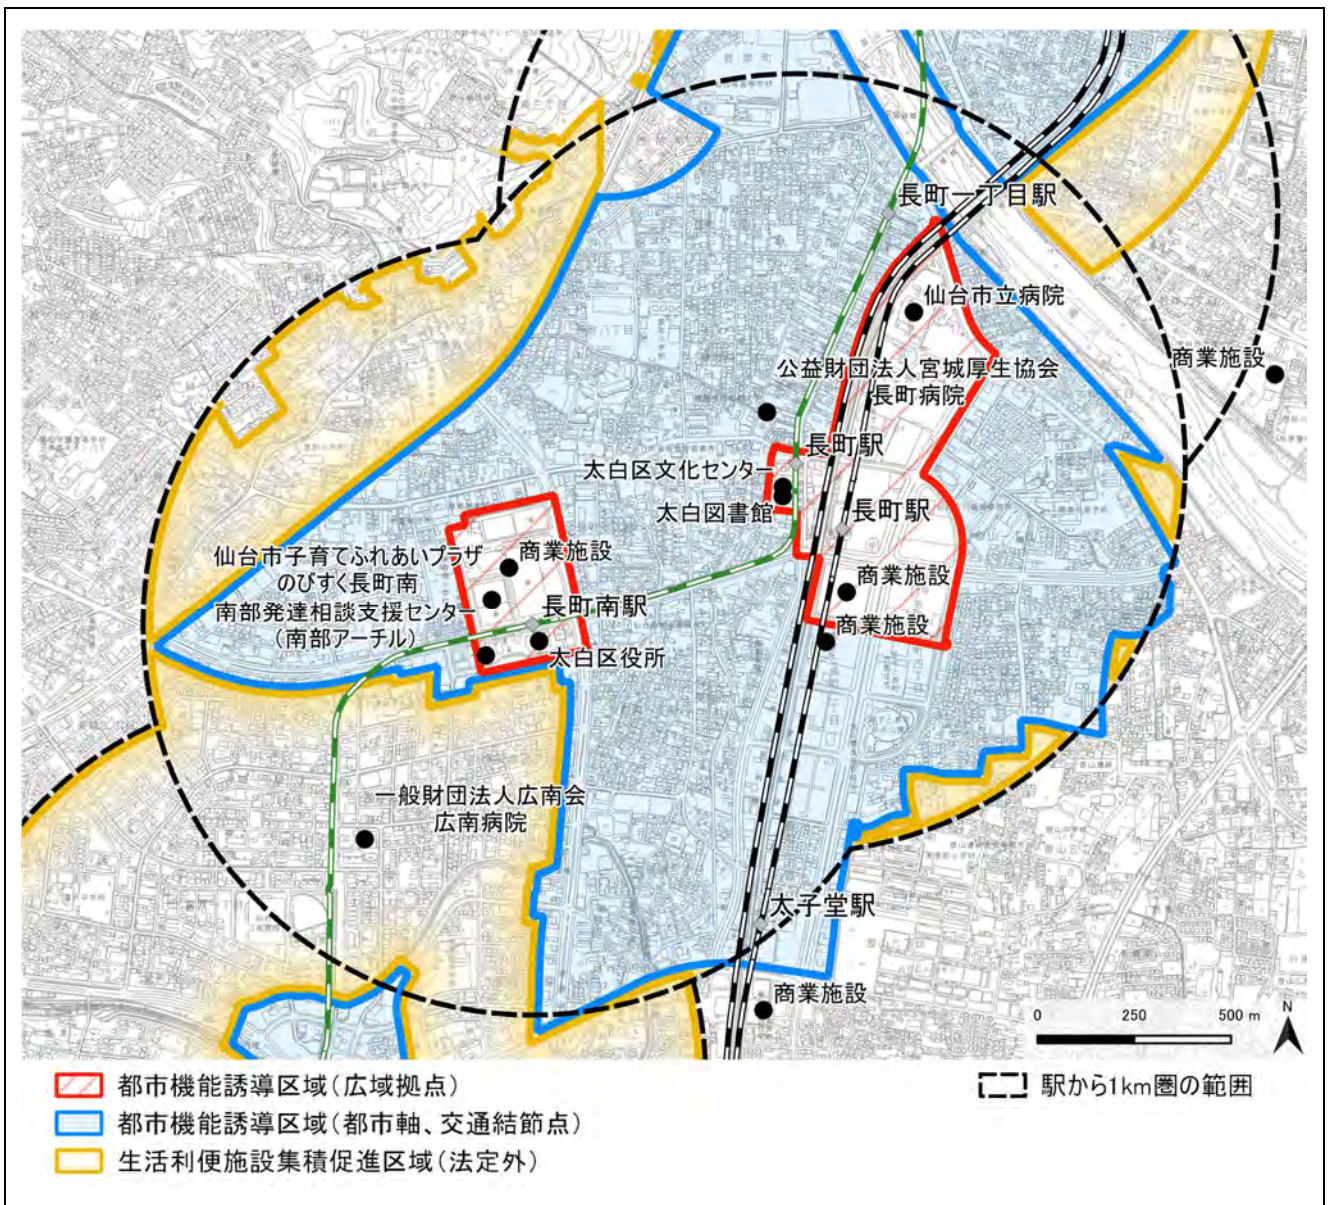 長町一丁目駅
仙台市立病院
商業施設
公益財団法人宮城厚生協会
長町病院
長町駅
太白区文化センター
太白図書館
長町駅
仙台市子育てふれあいプラザ
のびすく長町南
商業施設
南部発達相談支援センター
(南部アーチル)
長町南駅
太白区役所
商業施設
商業施設
一般財団法人広南会
広南病院
太子堂駅
商業施設
0 250 500 m
N
都市機能誘導区域(広域拠点)
都市機能誘導区域(都市軸、交通結節点)
生活利便施設集積促進区域(法定外)
駅から1km圏の範囲